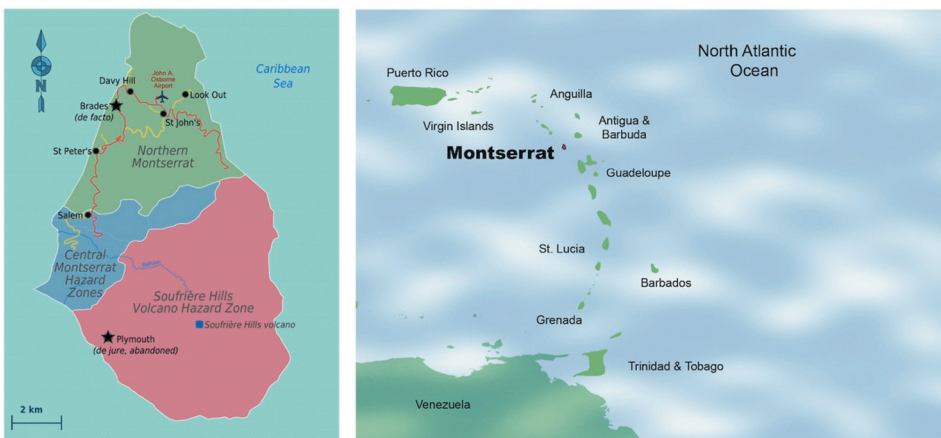 N
Caribbean
Sea
Davy Hill
John A.
Osborne
Airport
Look Out
Brades
(de facto)
St John's
St Peter's
Northern
Montserrat
Salem
Central
Montserrat
Hazard
Zones
Belham
Soufrière Hills
Volcano Hazard Zone
Soufrière Hills volcano
Plymouth
(de jure, abandoned)
2 km
North Atlantic
Ocean
Puerto Rico
Anguilla
Virgin Islands
Antigua &
Barbuda
Montserrat
Guadeloupe
St. Lucia
Barbados
Grenada
Trinidad & Tobago
Venezuela